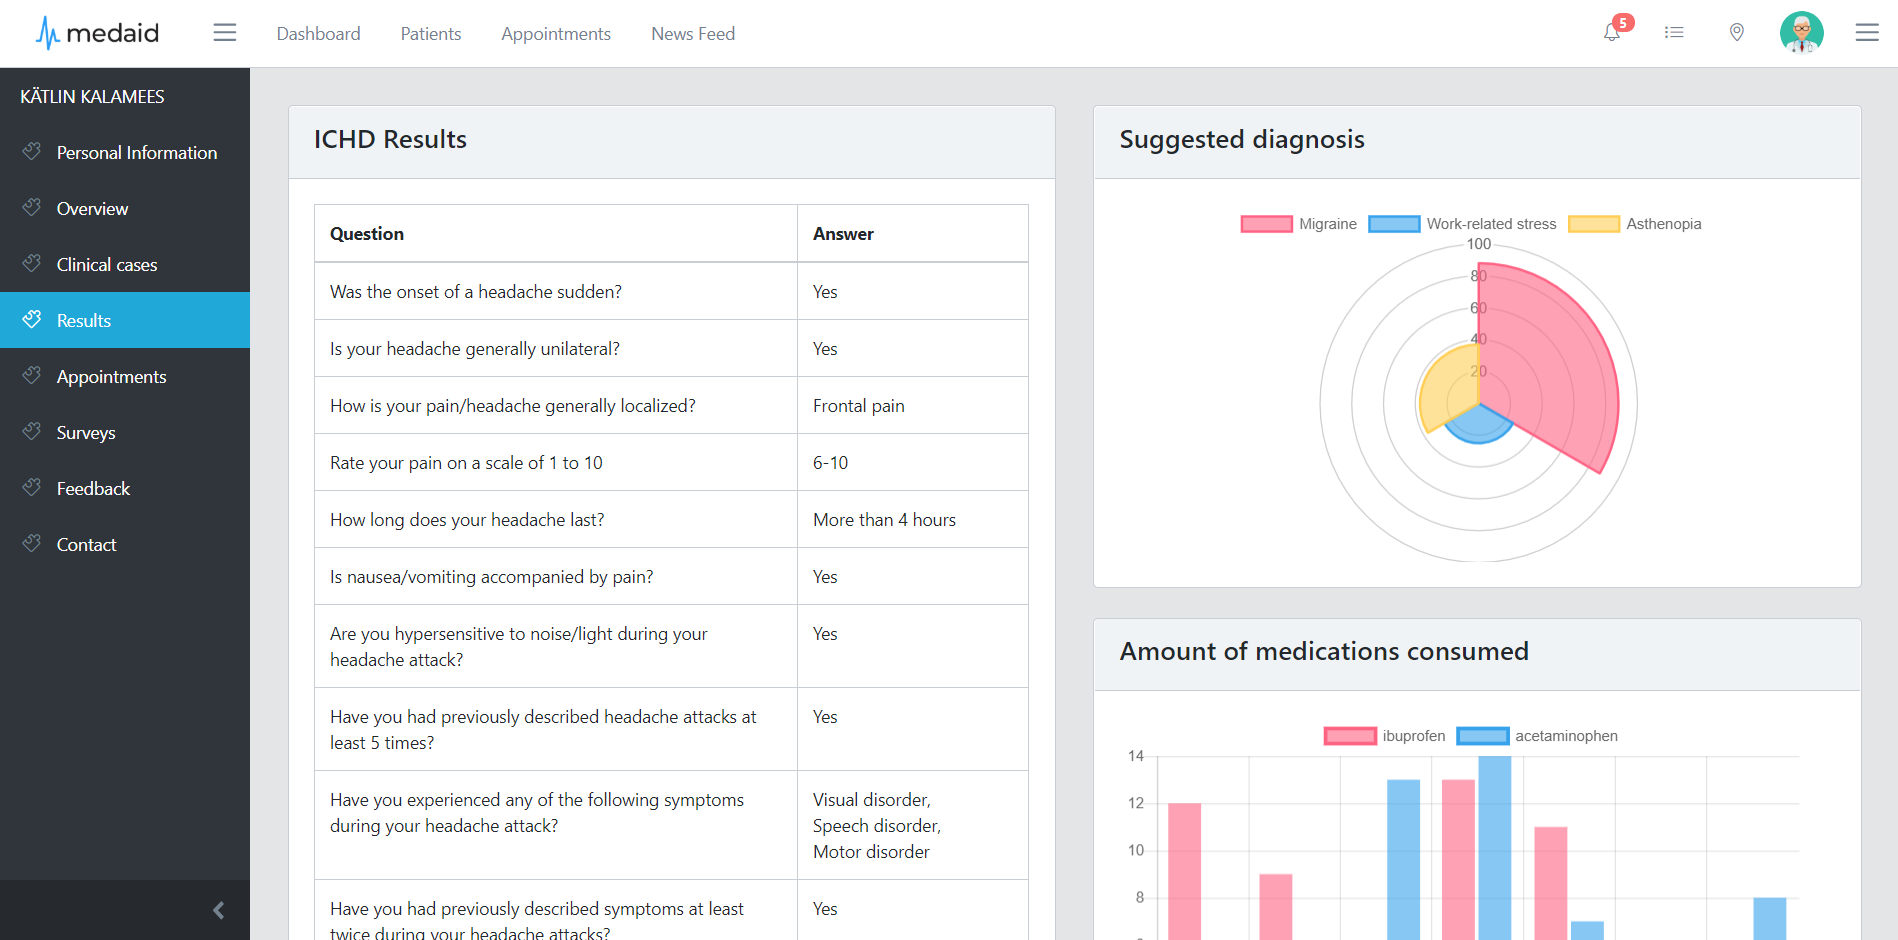 medaid
Dashboard
Patients
Appointments
News Feed
5
KÄTLIN KALAMEES
Personal Information
Overview
Clinical cases
Results
Appointments
Surveys
Feedback
Contact
ICHD Results
Question
Answer
Was the onset of a headache sudden?
Yes
Is your headache generally unilateral?
Yes
How is your pain/headache generally localized?
Frontal pain
Rate your pain on a scale of 1 to 10
6-10
How long does your headache last?
More than 4 hours
Is nausea/vomiting accompanied by pain?
Yes
Are you hypersensitive to noise/light during your
headache attack?
Yes
Have you had previously described headache attacks at
least 5 times?
Yes
Have you experienced any of the following symptoms
during your headache attack?
Visual disorder,
Speech disorder,
Motor disorder
Have you had previously described symptoms at least
twice during your headache attacks?
Yes
Suggested diagnosis
Migraine
Work-related stress
Asthenopia
100
80
60
40
20
Amount of medications consumed
ibuprofen
acetaminophen
14
12
10
8